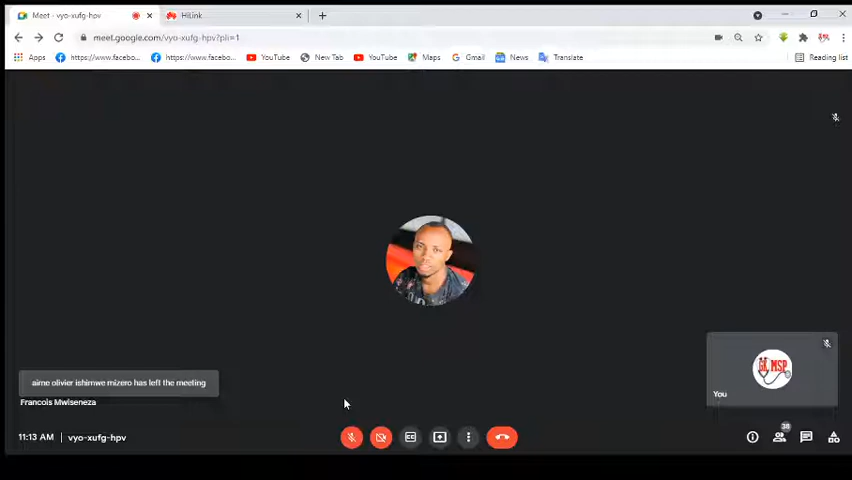 Meet - vyo-xufg-hpv
HiLink
meet.google.com/vyo-xufg-hpv?pli=1
Apps
https://www.facebo...
https://www.facebo...
YouTube
New Tab
YouTube
Maps
Gmail
News
Translate
Reading list
GK MSP
You
aime olivier ishimwe mizero has left the meeting
Francois Mwiseneza
11:13 AM | vyo-xufg-hpv
38